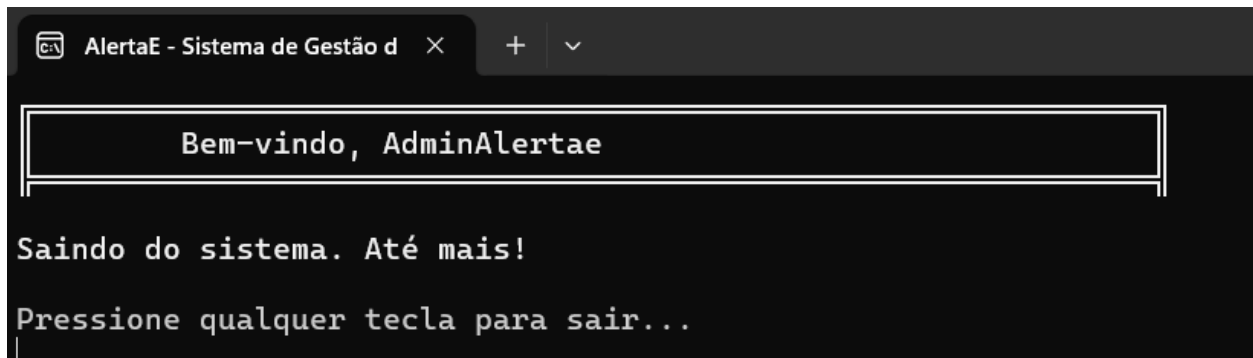 AlertaE - Sistema de Gestão d
Bem-vindo, AdminAlertae
Saindo do sistema. Até mais!
Pressione qualquer tecla para sair...